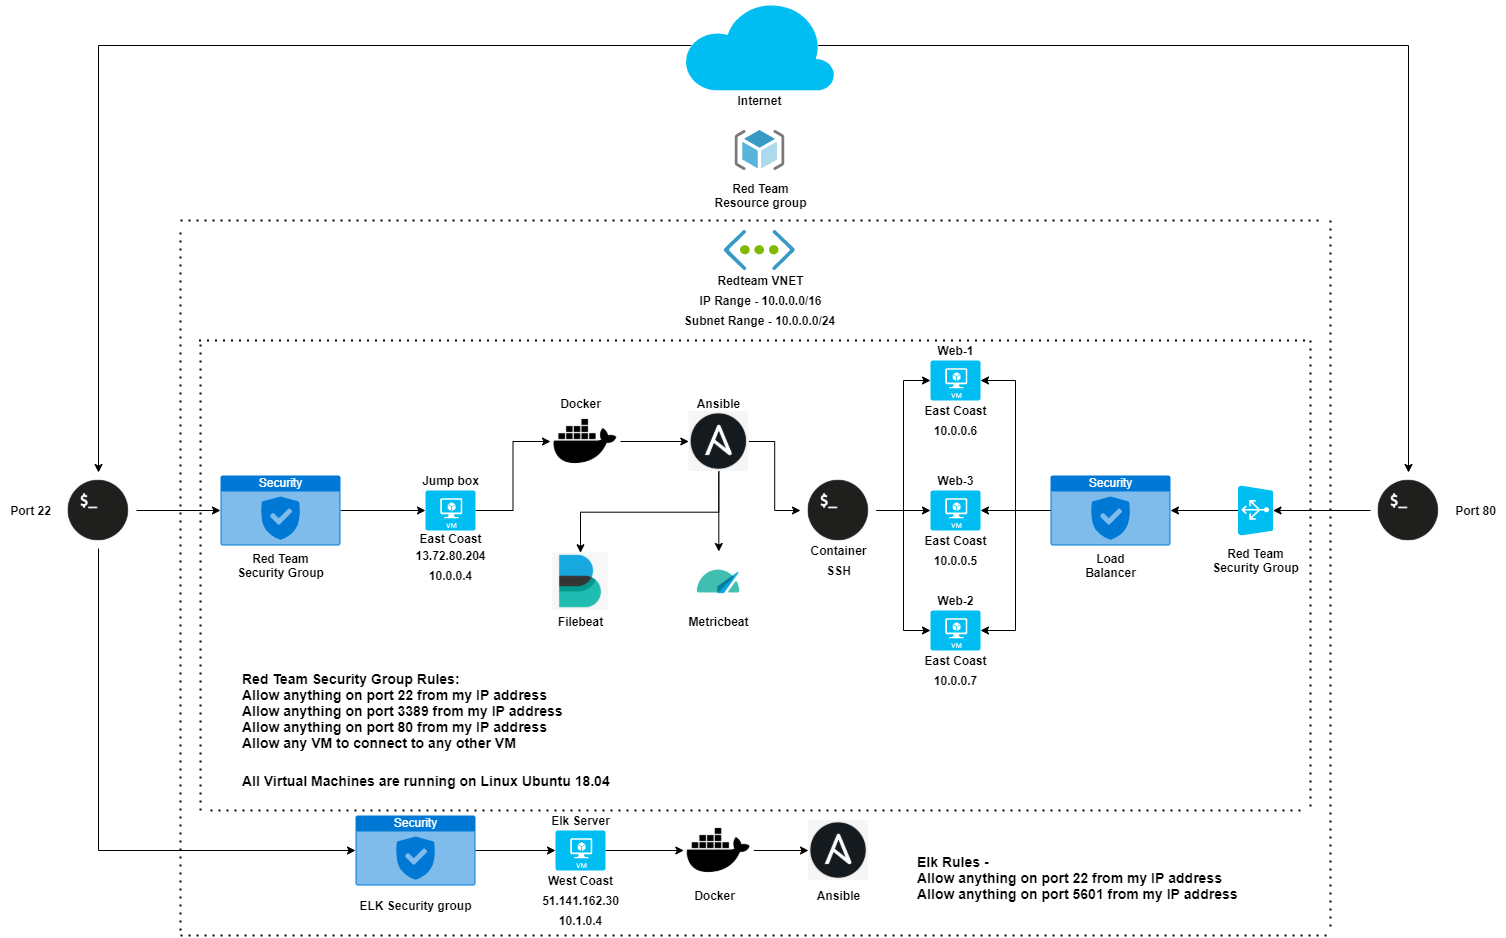 Internet
Red Team
Resource group
Redteam VNET
IP Range - 10.0.0.0/16
Subnet Range - 10.0.0.0/24
Port 22
$_
Security
Red Team
Security Group
Jump box
VM
East Coast
13.72.80.204
10.0.0.4
Docker
Ansible
Filebeat
Metricbeat
$_
Container
SSH
Web-1
VM
East Coast
10.0.0.6
Web-3
VM
East Coast
10.0.0.5
Web-2
VM
East Coast
10.0.0.7
Security
Load
Balancer
Red Team
Security Group
$_
Port 80
Red Team Security Group Rules:
Allow anything on port 22 from my IP address
Allow anything on port 3389 from my IP address
Allow anything on port 80 from my IP address
Allow any VM to connect to any other VM
All Virtual Machines are running on Linux Ubuntu 18.04
Security
ELK Security group
Elk Server
VM
West Coast
51.141.162.30
10.1.0.4
Docker
Ansible
Elk Rules -
Allow anything on port 22 from my IP address
Allow anything on port 5601 from my IP address